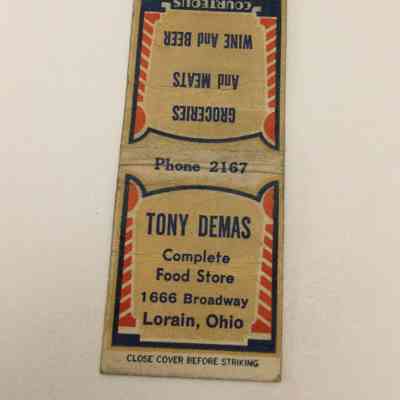 COURTEOUS
WINE And BEER
And MEATS
GROCERIES
Phone 2167
TONY DEMAS
Complete
Food Store
1666 Broadway
Lorain, Ohio
CLOSE COVER BEFORE STRIKING